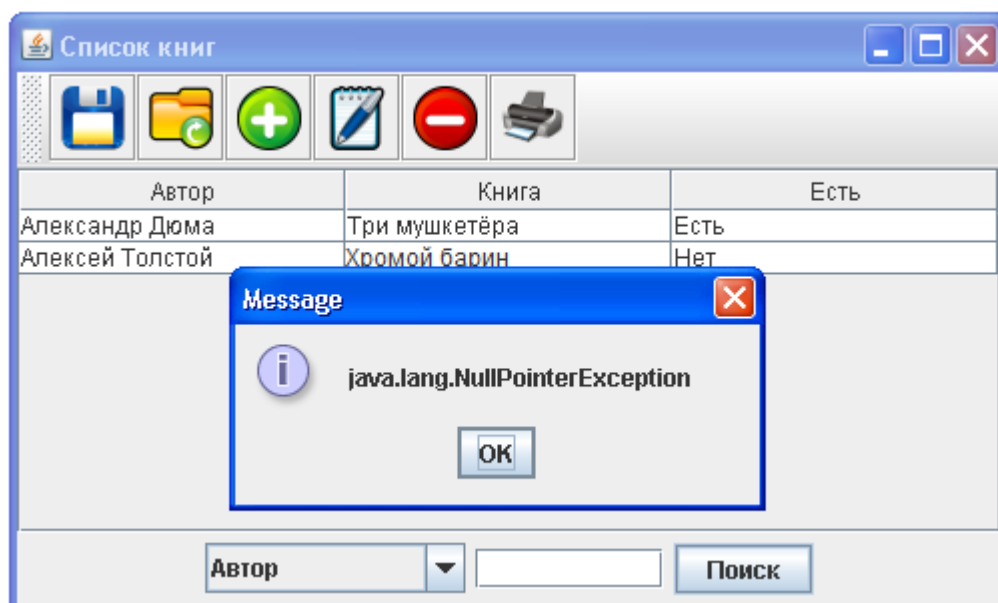 Список книг
Автор Книга Есть
Александр Дюма Три мушкетёра Есть
Алексей Толстой Хромой барин Нет
Message
java.lang.NullPointerException
OK
Автор Поиск